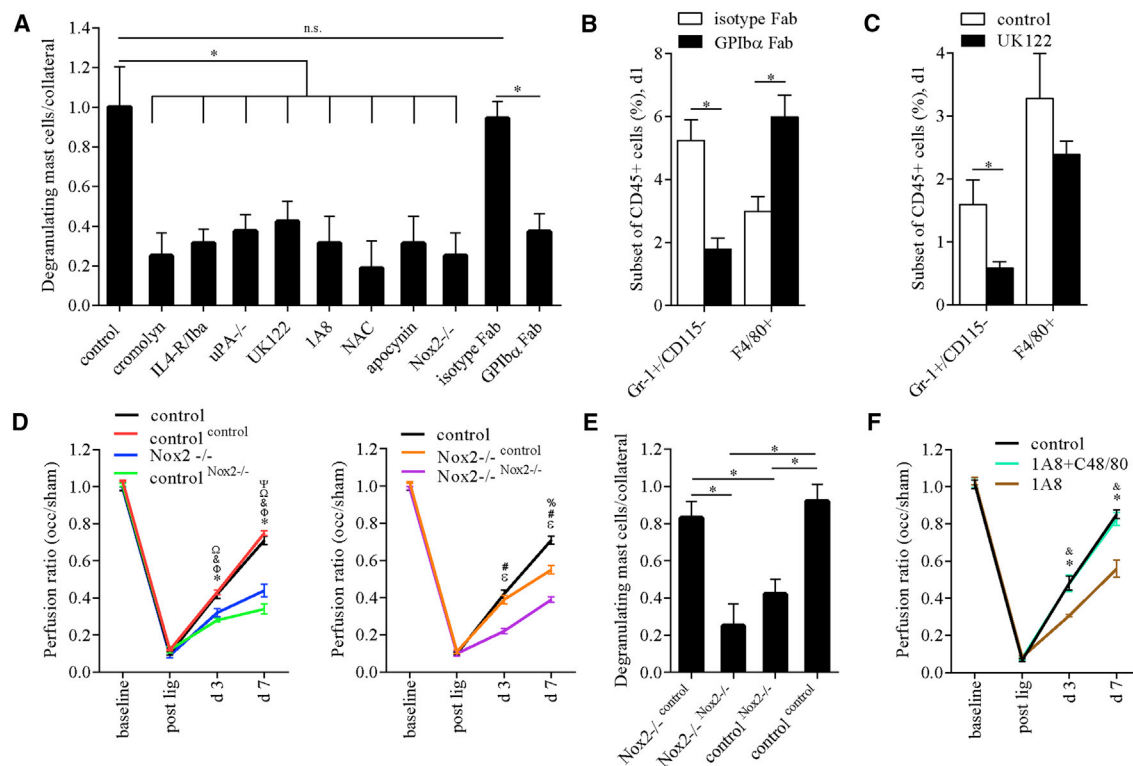 A
Degranulating mast cells/collateral
1.4
1.2
1.0
0.8
0.6
0.4
0.2
0.0
n.s.
*
*
control
cromolyn
IL4-R/Iba
uPA-/-
UK122
1A8
NAC
apocynin
Nox2-/-
isotype Fab
GPIbα Fab
B
isotype Fab
GPIbα Fab
Subset of CD45+ cells (%), d1
8
6
4
2
0
*
*
Gr-1+/CD115-
F4/80+
C
control
UK122
Subset of CD45+ cells (%), d1
4
3
2
1
0
*
Gr-1+/CD115-
F4/80+
D
control
control control
Nox2 -/-
control Nox2-/-
Perfusion ratio (occ/sham)
1.2
1.0
0.8
0.6
0.4
0.2
0.0
Ω
&
Φ
*
Ψ
Ω
&
Φ
*
baseline
post lig
d 3
d 7
control
Nox2-/- control
Nox2-/- Nox2-/-
Perfusion ratio (occ/sham)
1.2
1.0
0.8
0.6
0.4
0.2
0.0
#
ε
%
#
ε
baseline
post lig
d 3
d 7
E
Degranulating mast cells/collateral
1.2
1.0
0.8
0.6
0.4
0.2
0.0
*
*
*
*
Nox2-/- control
Nox2-/- Nox2-/-
control Nox2-/-
control control
F
control
1A8+C48/80
1A8
Perfusion ratio (occ/sham)
1.2
1.0
0.8
0.6
0.4
0.2
0.0
&
*
&
*
baseline
post lig
d 3
d 7